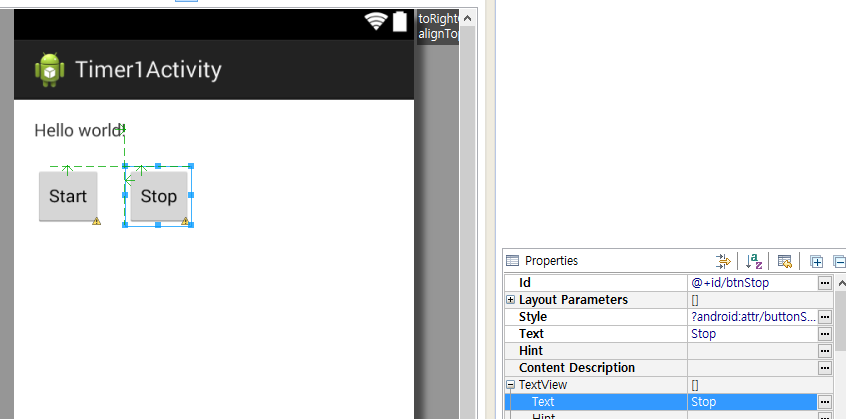 toRight
alignTop
Timer1Activity
Hello world!
Start
Stop
Properties
Id @+id/btnStop
Layout Parameters []
Style ?android:attr/buttonS...
Text Stop
Hint
Content Description
TextView []
Text Stop
Hint